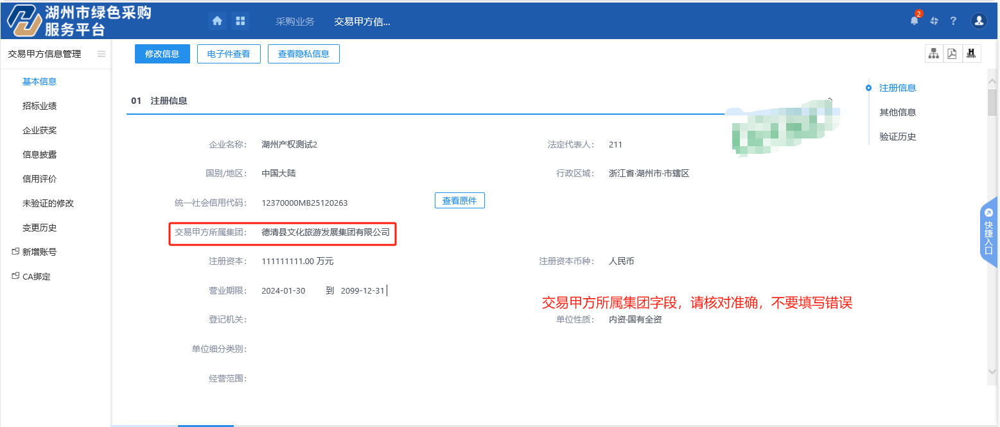 湖州市绿色采购
服务平台
采购业务
交易甲方信...
2
交易甲方信息管理
修改信息
电子件查看
查看隐私信息
基本信息
招标业绩
企业获奖
信息披露
信用评价
未验证的修改
变更历史
新增账号
CA绑定
01 注册信息
企业名称： 湖州产权测试2
法定代表人： 211
国别/地区： 中国大陆
行政区域： 浙江省·湖州市·市辖区
统一社会信用代码： 12370000MB25120263
查看原件
交易甲方所属集团： 德清县文化旅游发展集团有限公司
注册资本： 111111111.00 万元
注册资本币种： 人民币
营业期限： 2024-01-30 到 2099-12-31
交易甲方所属集团字段，请核对准确，不要填写错误
登记机关：
单位性质： 内资·国有全资
单位细分类别：
经营范围：
注册信息
其他信息
验证历史
快捷入口